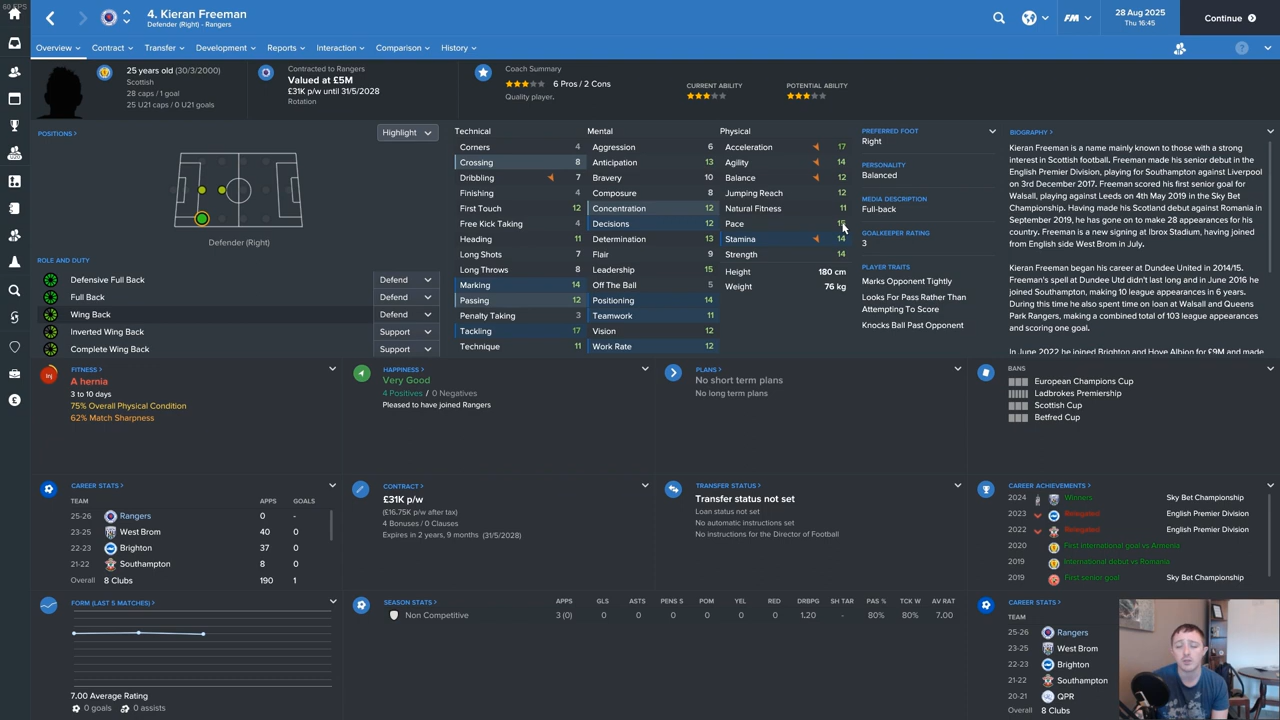 60 FPS
4. Kieran Freeman
Defender (Right) - Rangers
FM
28 Aug 2025
Thu 16:45
Continue
Overview
Contract
Transfer
Development
Reports
Interaction
Comparison
History
25 years old (30/3/2000)
Scottish
28 caps / 1 goal
25 U21 caps / 0 U21 goals
Contracted to Rangers
Valued at £5M
£31K p/w until 31/5/2028
Rotation
Coach Summary
6 Pros / 2 Cons
Quality player.
CURRENT ABILITY
POTENTIAL ABILITY
POSITIONS >
Highlight
Defender (Right)
ROLE AND DUTY
Defensive Full Back Defend
Full Back Defend
Wing Back Defend
Inverted Wing Back Support
Complete Wing Back Support
Technical
Corners 4
Crossing 8
Dribbling 7
Finishing 4
First Touch 12
Free Kick Taking 4
Heading 11
Long Shots 7
Long Throws 8
Marking 14
Passing 12
Penalty Taking 3
Tackling 17
Technique 11
Mental
Aggression 6
Anticipation 13
Bravery 10
Composure 8
Concentration 12
Decisions 12
Determination 13
Flair 9
Leadership 15
Off The Ball 5
Positioning 14
Teamwork 11
Vision 12
Work Rate 12
Physical
Acceleration 17
Agility 14
Balance 12
Jumping Reach 12
Natural Fitness 11
Pace
Stamina 14
Strength 14
Height 180 cm
Weight 76 kg
PREFERRED FOOT
Right
PERSONALITY
Balanced
MEDIA DESCRIPTION
Full-back
GOALKEEPER RATING
3
PLAYER TRAITS
Marks Opponent Tightly
Looks For Pass Rather Than
Attempting To Score
Knocks Ball Past Opponent
BIOGRAPHY >
Kieran Freeman is a name mainly known to those with a strong
interest in Scottish football. Freeman made his senior debut in the
English Premier Division, playing for Southampton against Liverpool
on 3rd December 2017. Freeman scored his first senior goal for
Walsall, playing against Leeds on 4th May 2019 in the Sky Bet
Championship. Having made his Scotland debut against Romania in
September 2019, he has gone on to make 28 appearances for his
country. Freeman is a new signing at Ibrox Stadium, having joined
from English side West Brom in July.
Kieran Freeman began his career at Dundee United in 2014/15.
Freeman's spell at Dundee Utd didn't last long and in June 2016 he
joined Southampton, making 10 league appearances in 6 years.
During this time he also spent time on loan at Walsall and Queens
Park Rangers, making a combined total of 103 league appearances
and scoring one goal.
In June 2022 he joined Brighton and Hove Albion for £9M and made
FITNESS >
Inj
A hernia
3 to 10 days
75% Overall Physical Condition
62% Match Sharpness
HAPPINESS >
Very Good
4 Positives / 0 Negatives
Pleased to have joined Rangers
PLANS >
No short term plans
No long term plans
BANS
European Champions Cup
Ladbrokes Premiership
Scottish Cup
Betfred Cup
CAREER STATS >
TEAM APPS GOALS
25-26 Rangers 0 -
23-25 West Brom 40 0
22-23 Brighton 37 0
21-22 Southampton 8 0
Overall 8 Clubs 190 1
CONTRACT >
£31K p/w
(£16.75K p/w after tax)
4 Bonuses / 0 Clauses
Expires in 2 years, 9 months (31/5/2028)
TRANSFER STATUS >
Transfer status not set
Loan status not set
No automatic instructions set
No instructions for the Director of Football
CAREER ACHIEVEMENTS >
2024 Winners Sky Bet Championship
2023 Relegated English Premier Division
2022 Relegated English Premier Division
2020 First international goal vs Armenia
2019 International debut vs Romania
2019 First senior goal Sky Bet Championship
FORM (LAST 5 MATCHES) >
7.00 Average Rating
0 goals 0 assists
SEASON STATS >
APPS GLS ASTS PENS S POM YEL RED DRBPG SH TAR PAS % TCK W AV RAT
Non Competitive 3 (0) 0 0 0 0 0 0 1.20 - 80% 80% 7.00
CAREER STATS >
TEAM
25-26 Rangers
23-25 West Brom
22-23 Brighton
21-22 Southampton
20-21 QPR
Overall 8 Clubs